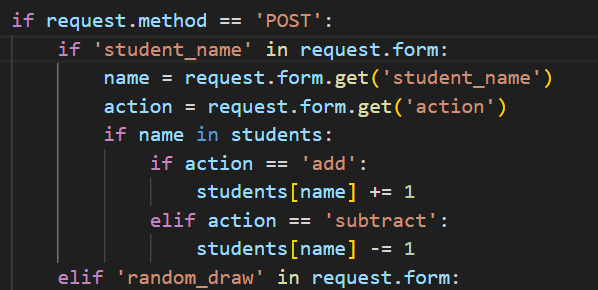 if request.method == 'POST':
    if 'student_name' in request.form:
        name = request.form.get('student_name')
        action = request.form.get('action')
        if name in students:
            if action == 'add':
                students[name] += 1
            elif action == 'subtract':
                students[name] -= 1
    elif 'random_draw' in request.form: